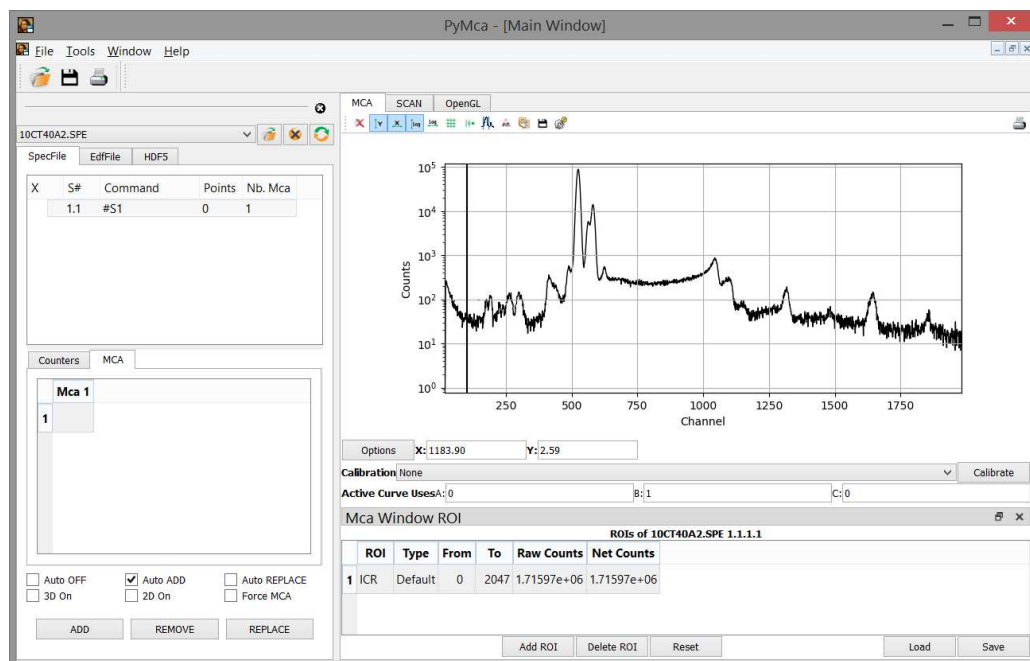 PyMca - [Main Window]
File Tools Window Help
10CT40A2.SPE
SpecFile EdfFile HDF5
X S# Command Points Nb. Mca
1.1 #S1 0 1
Counters MCA
Mca 1
1
Auto OFF Auto ADD Auto REPLACE
3D On 2D On Force MCA
ADD REMOVE REPLACE
MCA SCAN OpenGL
10^5
10^4
10^3
10^2
10^1
10^0
Counts
250 500 750 1000 1250 1500 1750
Channel
Options X: 1183.90 Y: 2.59
Calibration None Calibrate
Active Curve Uses A: 0 B: 1 C: 0
Mca Window ROI
ROIs of 10CT40A2.SPE 1.1.1.1
ROI Type From To Raw Counts Net Counts
1 ICR Default 0 2047 1.71597e+06 1.71597e+06
Add ROI Delete ROI Reset Load Save